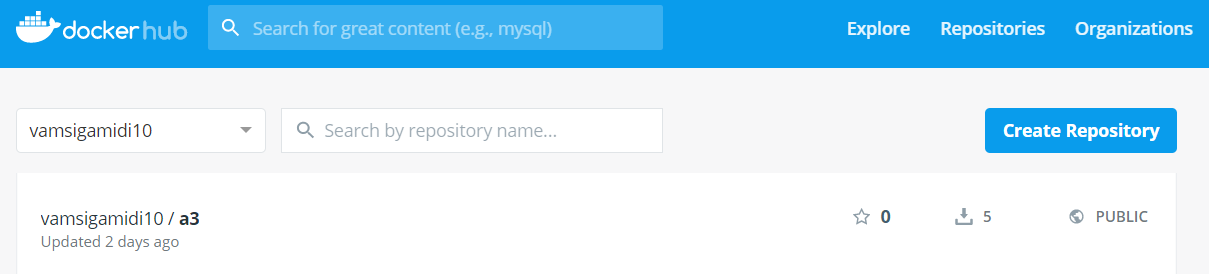 docker hub Search for great content (e.g., mysql) Explore Repositories Organizations
vamsigamidi10 Search by repository name... Create Repository
vamsigamidi10 / a3 0 5 PUBLIC
Updated 2 days ago